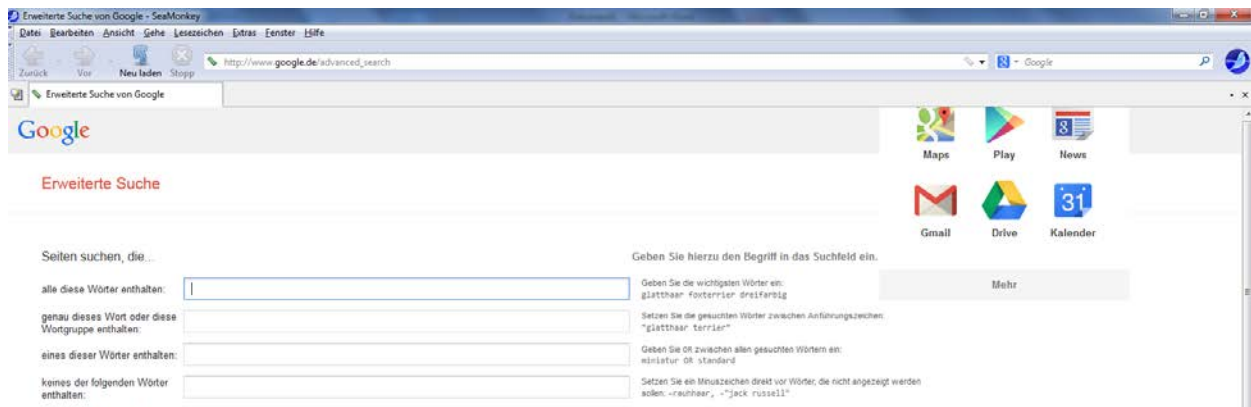 Erweiterte Suche von Google - SeaMonkey
Datei Bearbeiten Ansicht Gehe Lesezeichen Extras Fenster Hilfe
Zurück Vor Neu laden Stopp http://www.google.de/advanced_search 8 - Google
Erweiterte Suche von Google
Google
8
Maps Play News
Erweiterte Suche
31
Gmail Drive Kalender
Seiten suchen, die... Geben Sie hierzu den Begriff in das Suchfeld ein.
Mehr
alle diese Wörter enthalten: Geben Sie die wichtigsten Wörter ein:
glatthaar foxterrier dreifarbig
genau dieses Wort oder diese Setzen Sie die gesuchten Wörter zwischen Anführungszeichen:
Wortgruppe enthalten: "glatthaar terrier"
eines dieser Wörter enthalten: Geben Sie OR zwischen allen gesuchten Wörtern ein:
miniatur OR standard
keines der folgenden Wörter Setzen Sie ein Minuszeichen direkt vor Wörter, die nicht angezeigt werden
enthalten: sollen: -rauhhaar, -"jack russell"